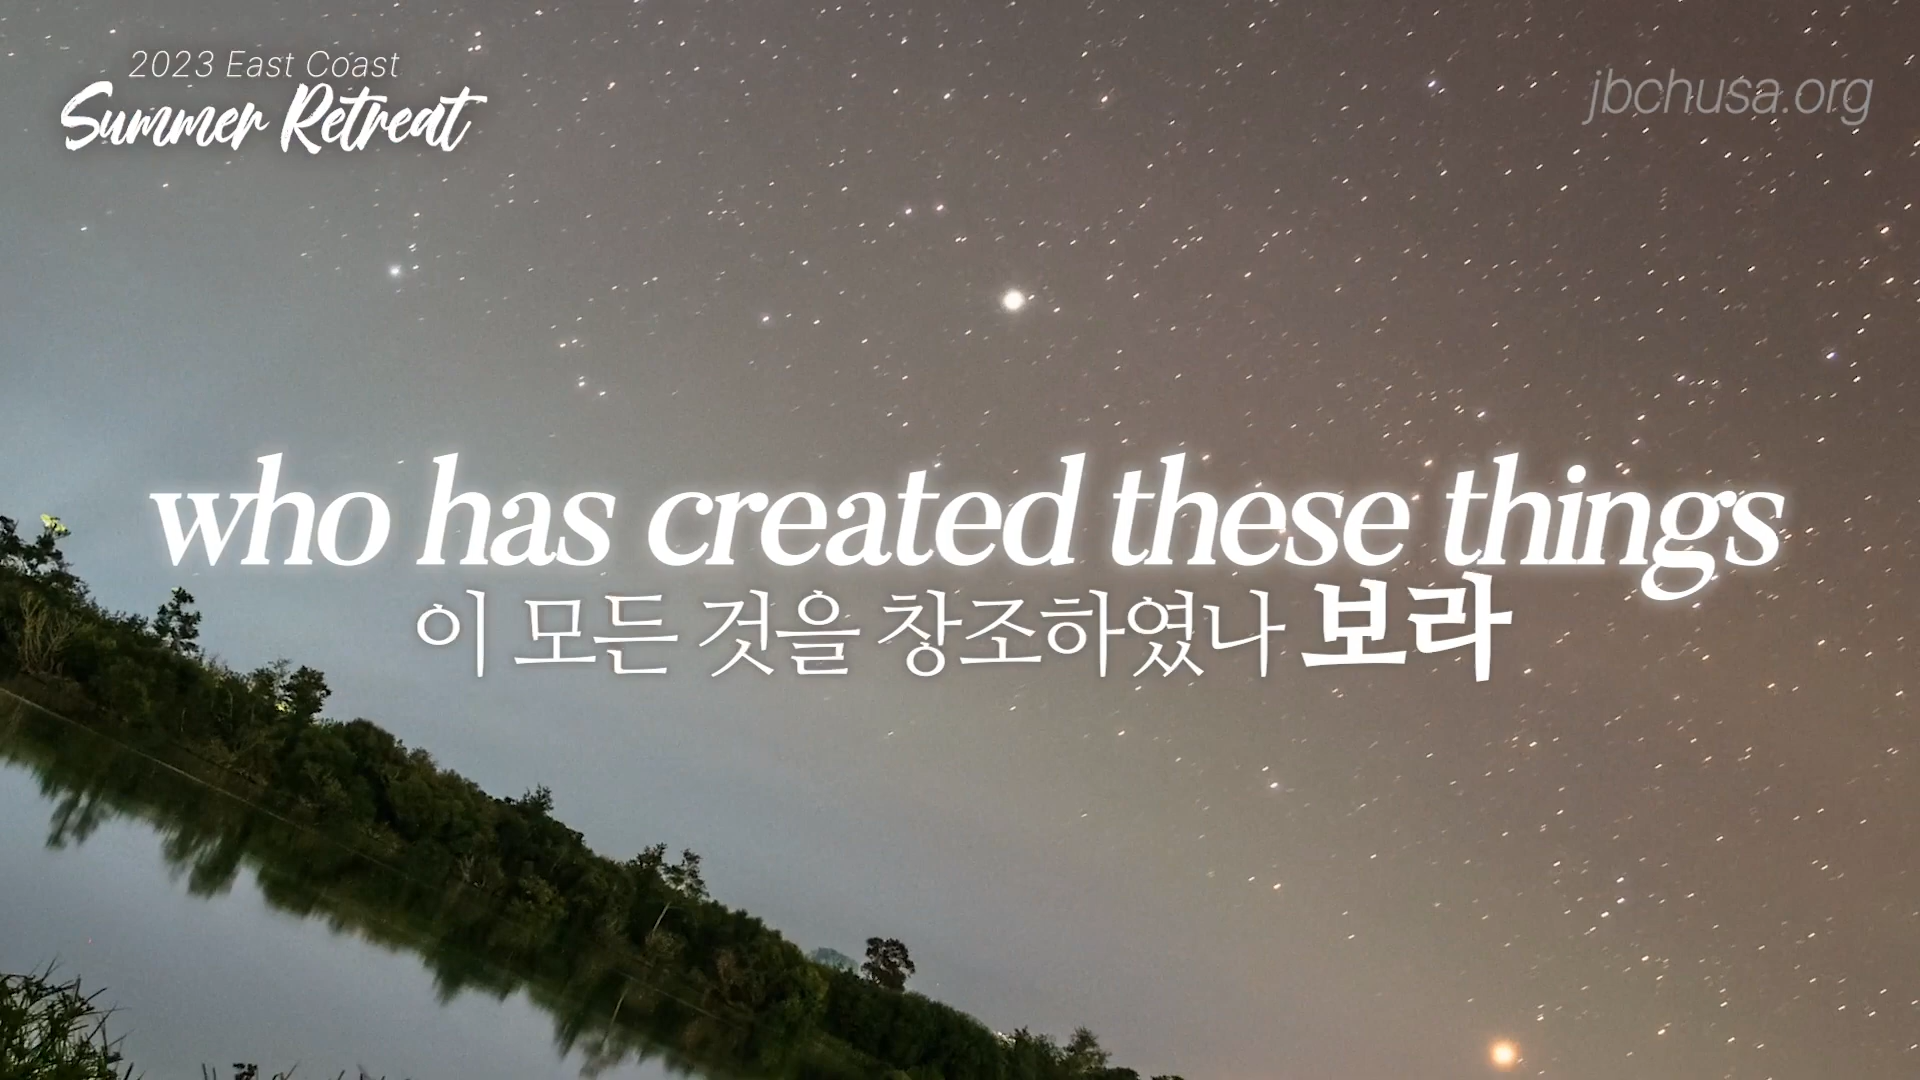 2023 East Coast
Summer Retreat
jbchusa.org
who has created these things
이 모든 것을 창조하였나 보라